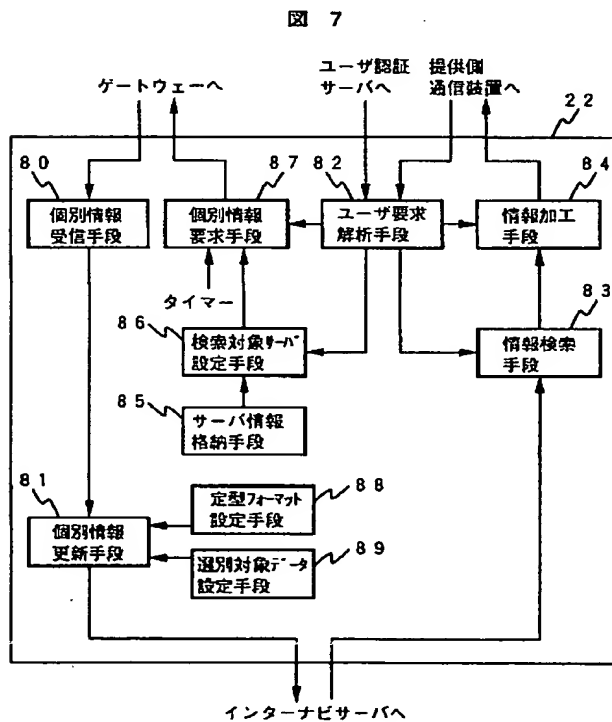 図 7
ゲートウェーへ
ユーザ認証
サーバへ
提供側
通信装置へ
22
80
87
82
84
個別情報
受信手段
個別情報
要求手段
ユーザ要求
解析手段
情報加工
手段
タイマー
86
検索対象サーバ
設定手段
83
情報検索
手段
85
サーバ情報
格納手段
81
個別情報
更新手段
88
定型フォーマット
設定手段
89
選別対象データ
設定手段
インターナビサーバへ